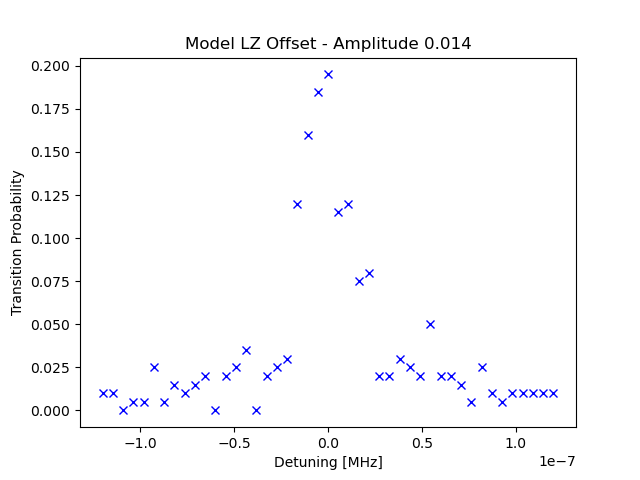 Model LZ Offset - Amplitude 0.014
0.200
0.175
0.150
0.125
0.100
0.075
0.050
0.025
0.000
Transition Probability
−1.0 −0.5 0.0 0.5 1.0
1e−7
Detuning [MHz]